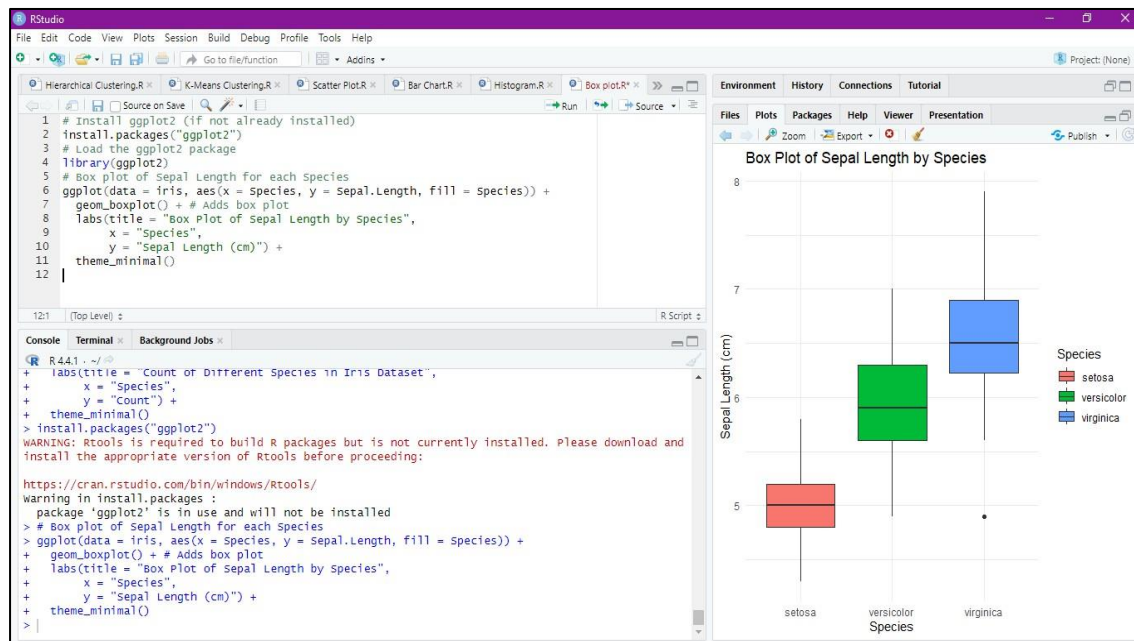 RStudio
File Edit Code View Plots Session Build Debug Profile Tools Help
Go to file/function
Addins
Project: (None)
Hierarchical Clustering.R
K-Means Clustering.R
Scatter Plot.R
Bar Chart.R
Histogram.R
Box plot.R*
Source on Save
Run
Source
1 # Install ggplot2 (if not already installed)
2 install.packages("ggplot2")
3 # Load the ggplot2 package
4 library(ggplot2)
5 # Box plot of Sepal Length for each Species
6 ggplot(data = iris, aes(x = Species, y = Sepal.Length, fill = Species)) +
7 geom_boxplot() + # Adds box plot
8 labs(title = "Box Plot of Sepal Length by Species",
9 x = "Species",
10 y = "Sepal Length (cm)") +
11 theme_minimal()
12
12:1 (Top Level) R Script
Console Terminal Background Jobs
R 4.4.1 · ~/
+ labs(title = "Count of Different Species in Iris Dataset",
+ x = "Species",
+ y = "Count") +
+ theme_minimal()
> install.packages("ggplot2")
WARNING: Rtools is required to build R packages but is not currently installed. Please download and
install the appropriate version of Rtools before proceeding:
https://cran.rstudio.com/bin/windows/Rtools/
Warning in install.packages :
package ‘ggplot2’ is in use and will not be installed
> # Box plot of Sepal Length for each Species
> ggplot(data = iris, aes(x = Species, y = Sepal.Length, fill = Species)) +
+ geom_boxplot() + # Adds box plot
+ labs(title = "Box Plot of Sepal Length by Species",
+ x = "Species",
+ y = "Sepal Length (cm)") +
+ theme_minimal()
>
Environment History Connections Tutorial
Files Plots Packages Help Viewer Presentation
Zoom Export Publish
Box Plot of Sepal Length by Species
8
7
6
5
Sepal Length (cm)
setosa versicolor virginica
Species
Species
setosa
versicolor
virginica